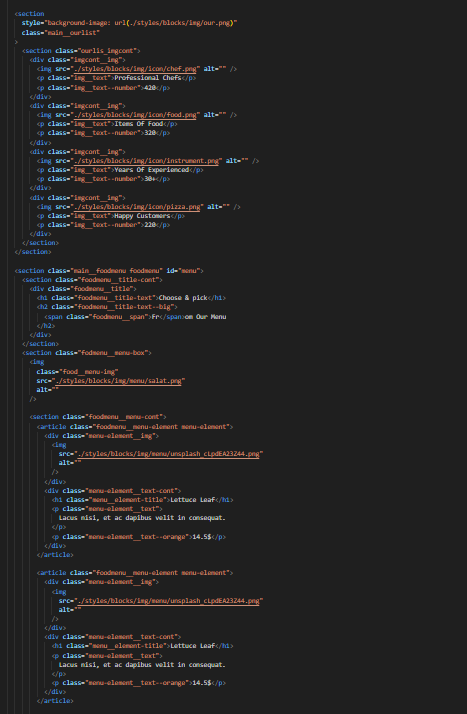 <section
style="background-image: url(./styles/blocks/img/our.png)"
class="main__ourlist"
>
<section class="ourlis_imgcont">
<div class="imgcont__img">
<img src="./styles/blocks/img/icon/chef.png" alt="" />
<p class="img__text">Professional Chefs</p>
<p class="img__text--number">420</p>
</div>
<div class="imgcont__img">
<img src="./styles/blocks/img/icon/food.png" alt="" />
<p class="img__text">Items Of Food</p>
<p class="img__text--number">320</p>
</div>
<div class="imgcont__img">
<img src="./styles/blocks/img/icon/instrument.png" alt="" />
<p class="img__text">Years Of Experienced</p>
<p class="img__text--number">30+</p>
</div>
<div class="imgcont__img">
<img src="./styles/blocks/img/icon/pizza.png" alt="" />
<p class="img__text">Happy Customers</p>
<p class="img__text--number">220</p>
</div>
</section>
</section>
<section class="main__foodmenu foodmenu" id="menu">
<section class="foodmenu__title-cont">
<div class="foodmenu__title">
<h1 class="foodmenu__title-text">Choose & pick</h1>
<h2 class="foodmenu__title-text--big">
<span class="foodmenu__span">Fr</span>om Our Menu
</h2>
</div>
</section>
<section class="fodmenu__menu-box">
<img
class="food__menu-img"
src="./styles/blocks/img/menu/salat.png"
alt=""
/>
<section class="foodmenu__menu-cont">
<article class="foodmenu__menu-element menu-element">
<div class="menu-element__img">
<img
src="./styles/blocks/img/menu/unsplash_cLpdEA23Z44.png"
alt=""
/>
</div>
<div class="menu-element__text-cont">
<h1 class="menu__element-title">Lettuce Leaf</h1>
<p class="menu-element__text">
Lacus nisi, et ac dapibus velit in consequat.
</p>
<p class="menu-element__text--orange">14.5$</p>
</div>
</article>
<article class="foodmenu__menu-element menu-element">
<div class="menu-element__img">
<img
src="./styles/blocks/img/menu/unsplash_cLpdEA23Z44.png"
alt=""
/>
</div>
<div class="menu-element__text-cont">
<h1 class="menu__element-title">Lettuce Leaf</h1>
<p class="menu-element__text">
Lacus nisi, et ac dapibus velit in consequat.
</p>
<p class="menu-element__text--orange">14.5$</p>
</div>
</article>